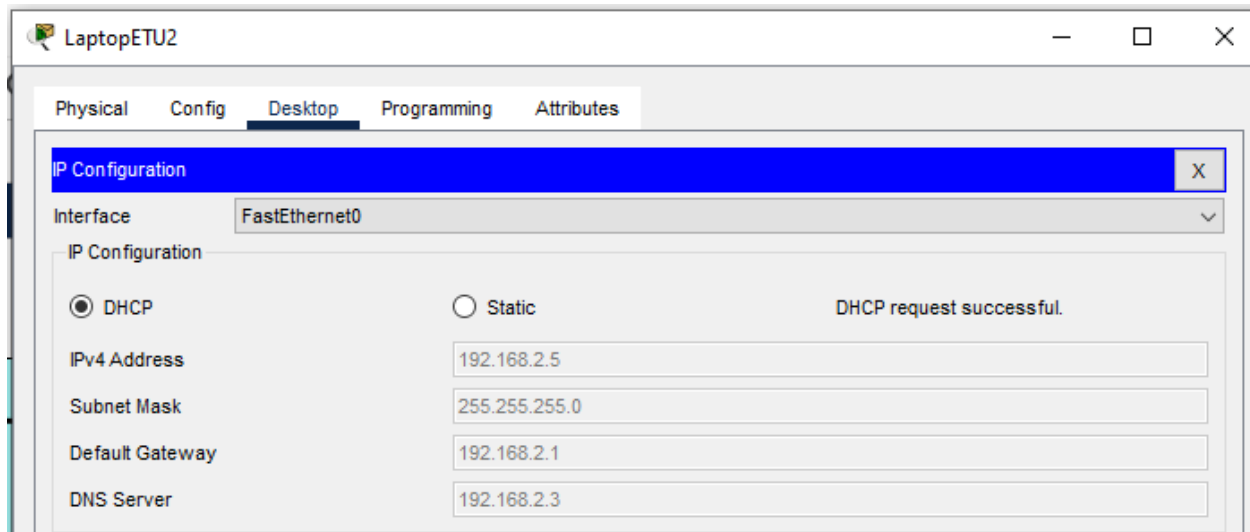 LaptopETU2
Physical Config Desktop Programming Attributes
IP Configuration X
Interface FastEthernet0
IP Configuration
DHCP Static DHCP request successful.
IPv4 Address 192.168.2.5
Subnet Mask 255.255.255.0
Default Gateway 192.168.2.1
DNS Server 192.168.2.3